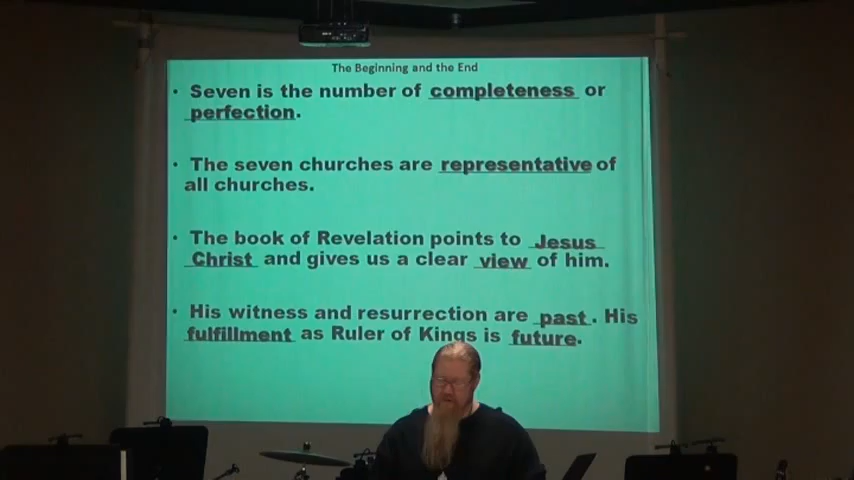 The Beginning and the End
• Seven is the number of completeness or
perfection.
• The seven churches are representative of
all churches.
• The book of Revelation points to Jesus
Christ and gives us a clear view of him.
• His witness and resurrection are past. His
fulfillment as Ruler of Kings is future.